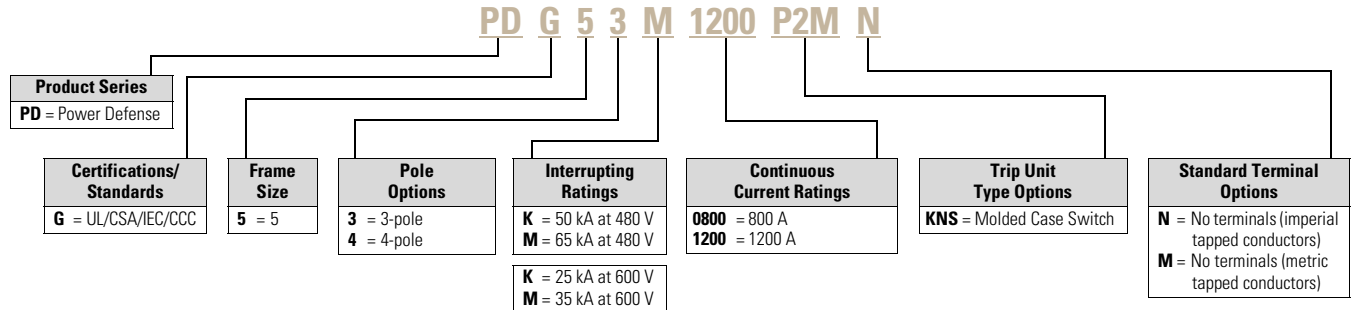 PD G 5 3 M 1200 P2M N
Product Series
PD = Power Defense
Certifications/
Standards
G = UL/CSA/IEC/CCC
Frame
Size
5 = 5
Pole
Options
3 = 3-pole
4 = 4-pole
Interrupting
Ratings
K = 50 kA at 480 V
M = 65 kA at 480 V
K = 25 kA at 600 V
M = 35 kA at 600 V
Continuous
Current Ratings
0800 = 800 A
1200 = 1200 A
Trip Unit
Type Options
KNS = Molded Case Switch
Standard Terminal
Options
N = No terminals (imperial
tapped conductors)
M = No terminals (metric
tapped conductors)